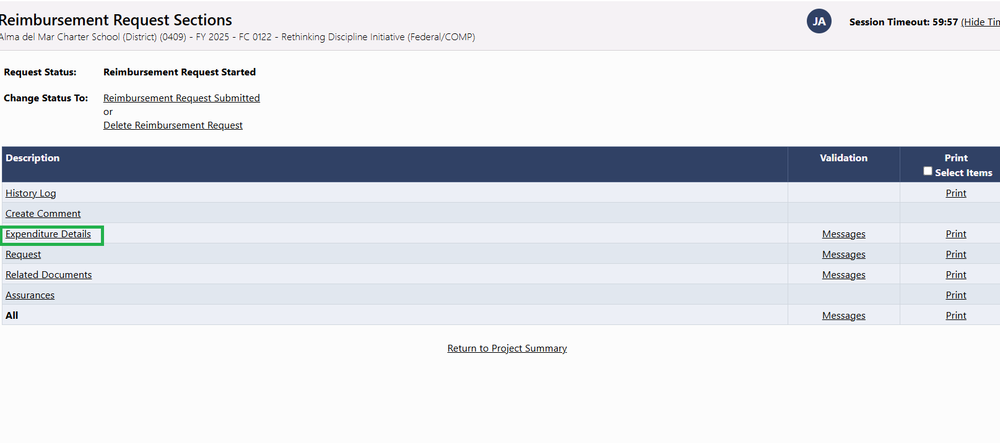 Reimbursement Request Sections
JA
Session Timeout: 59:57 (Hide Tim
Alma del Mar Charter School (District) (0409) - FY 2025 - FC 0122 - Rethinking Discipline Initiative (Federal/COMP)
Request Status: Reimbursement Request Started
Change Status To: Reimbursement Request Submitted
or
Delete Reimbursement Request
Description Validation Print
Select Items
History Log Print
Create Comment
Expenditure Details Messages Print
Request Messages Print
Related Documents Messages Print
Assurances Print
All Messages Print
Return to Project Summary